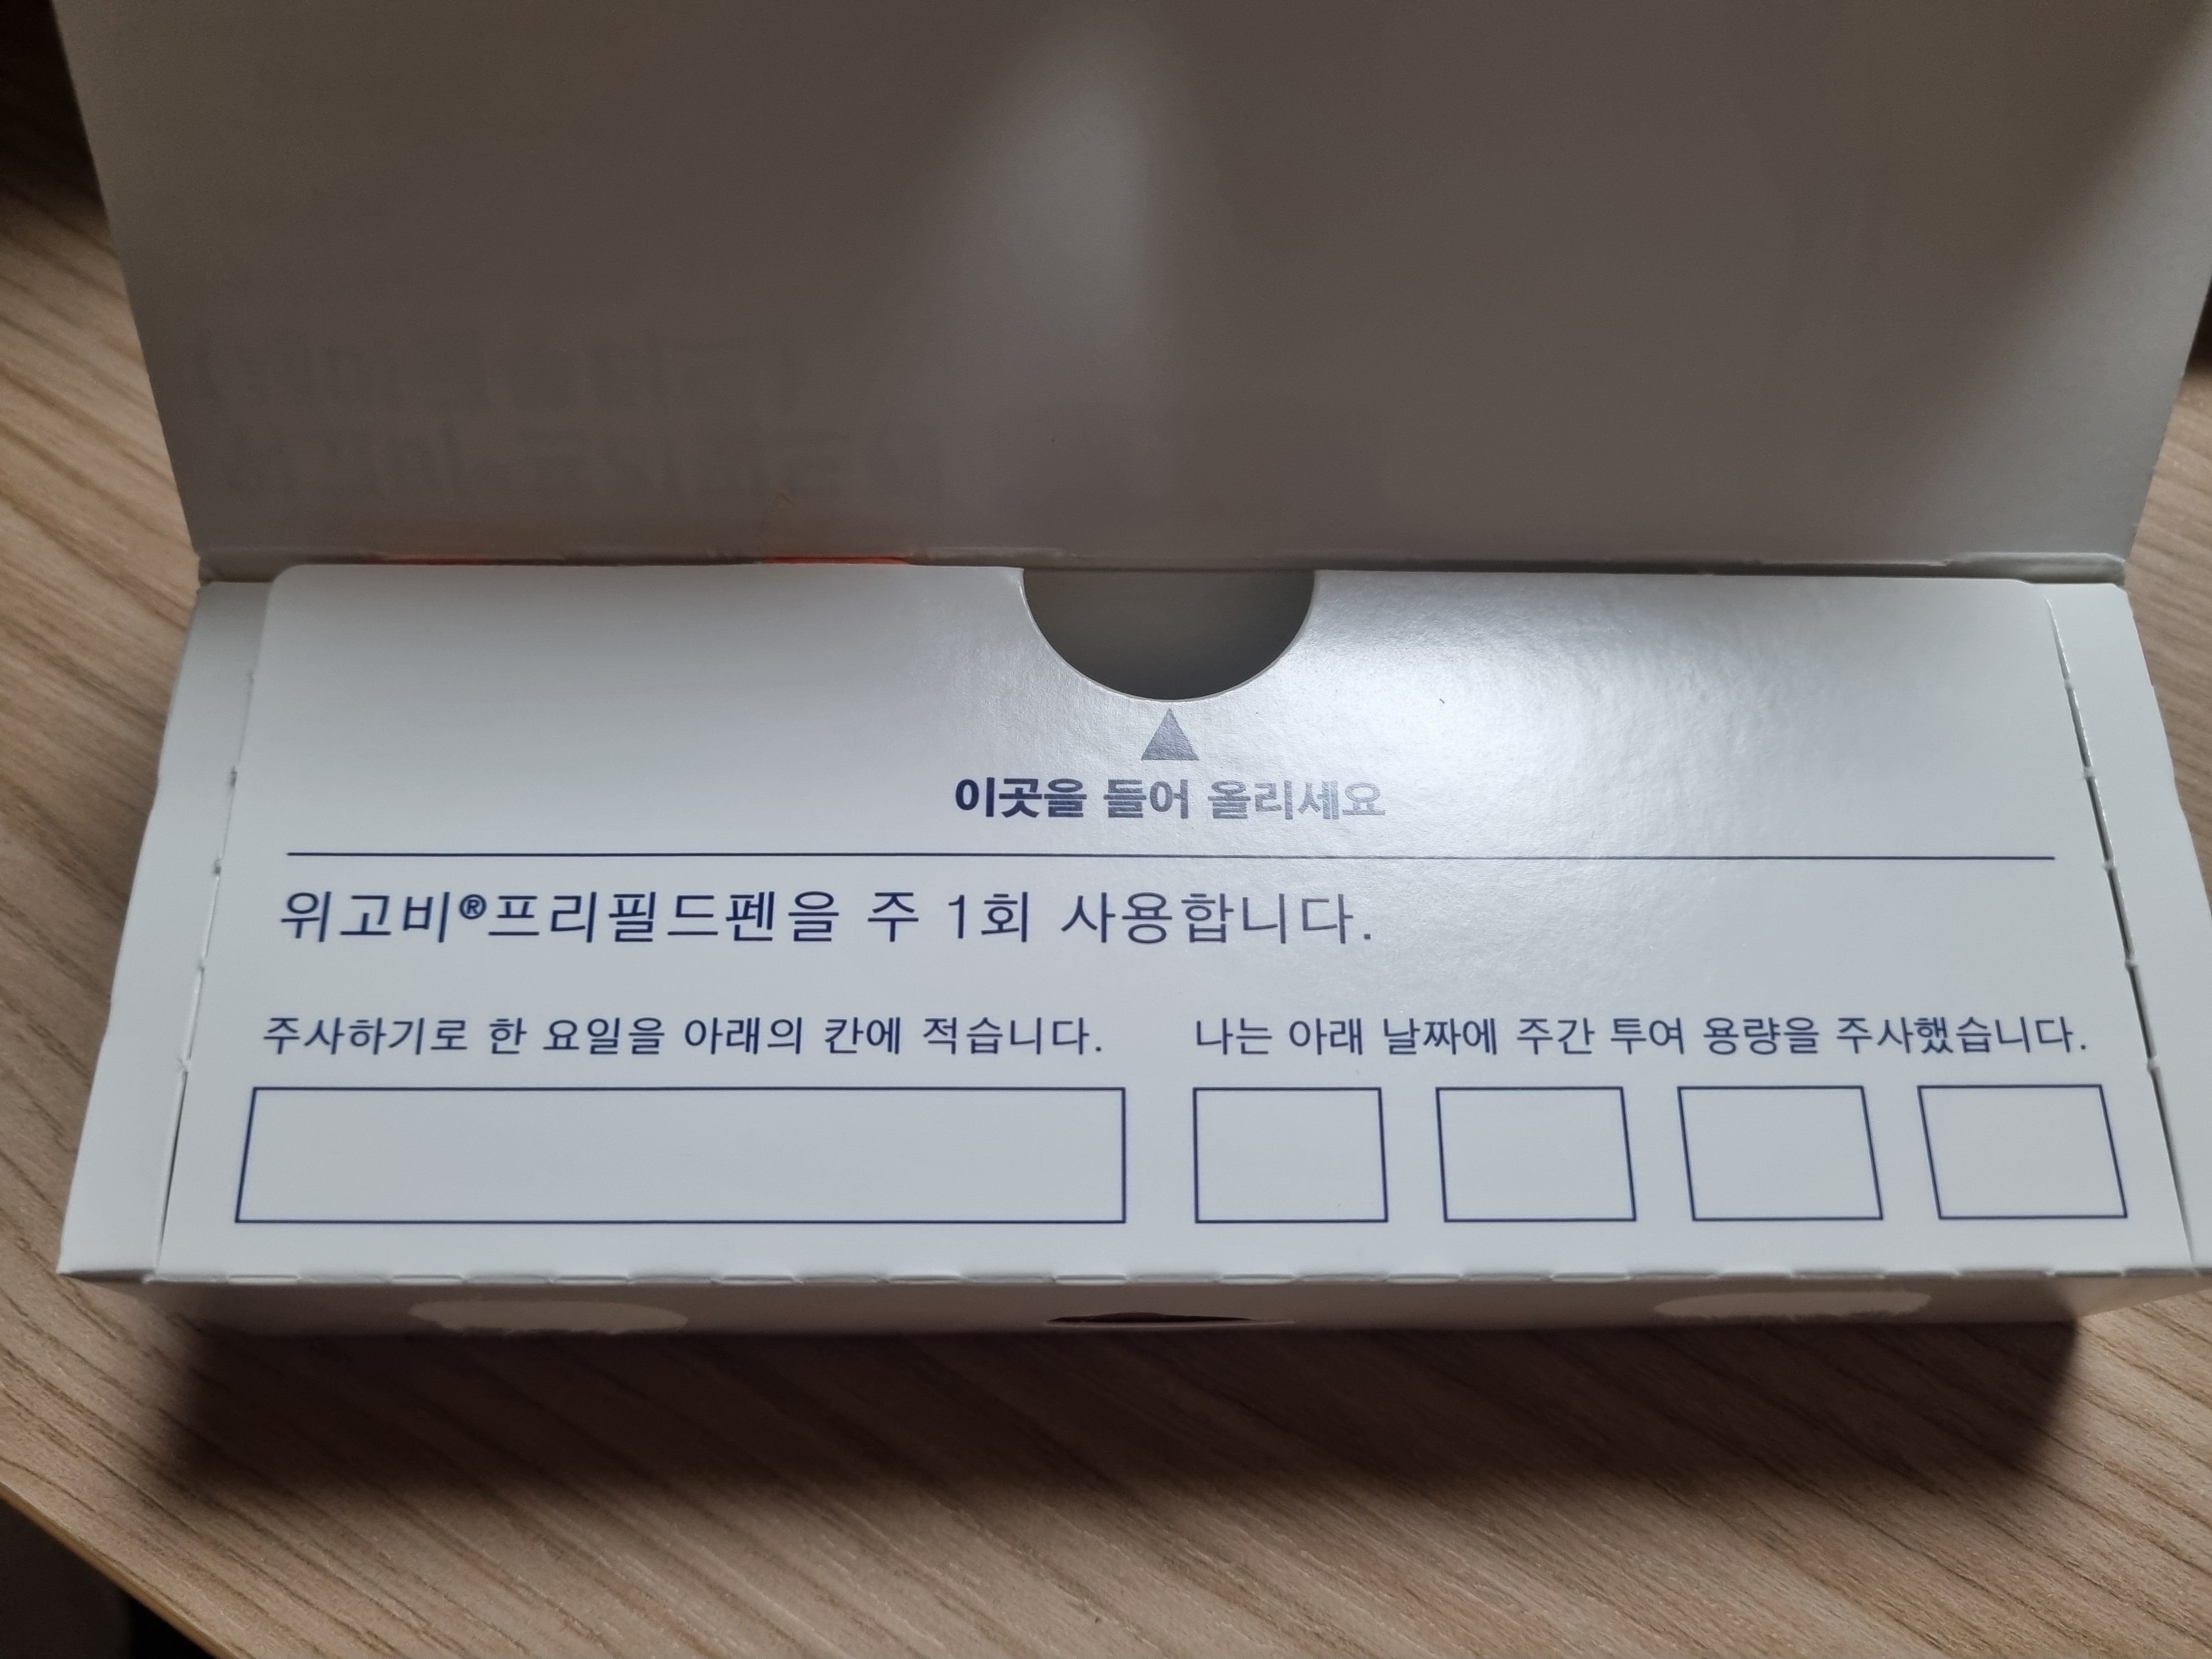 이곳을 들어 올리세요
위고비®프리필드펜을 주 1회 사용합니다.
주사하기로 한 요일을 아래의 칸에 적습니다.
나는 아래 날짜에 주간 투여 용량을 주사했습니다.